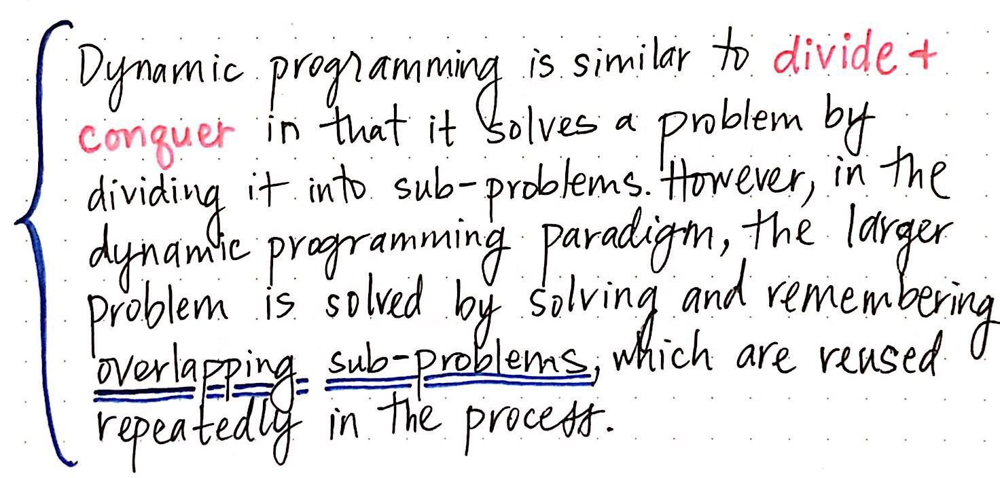 Dynamic programming is similar to divide +
conquer in that it solves a problem by
dividing it into sub-problems. However, in the
dynamic programming paradigm, the larger
problem is solved by solving and remembering
overlapping sub-problems, which are reused
repeatedly in the process.